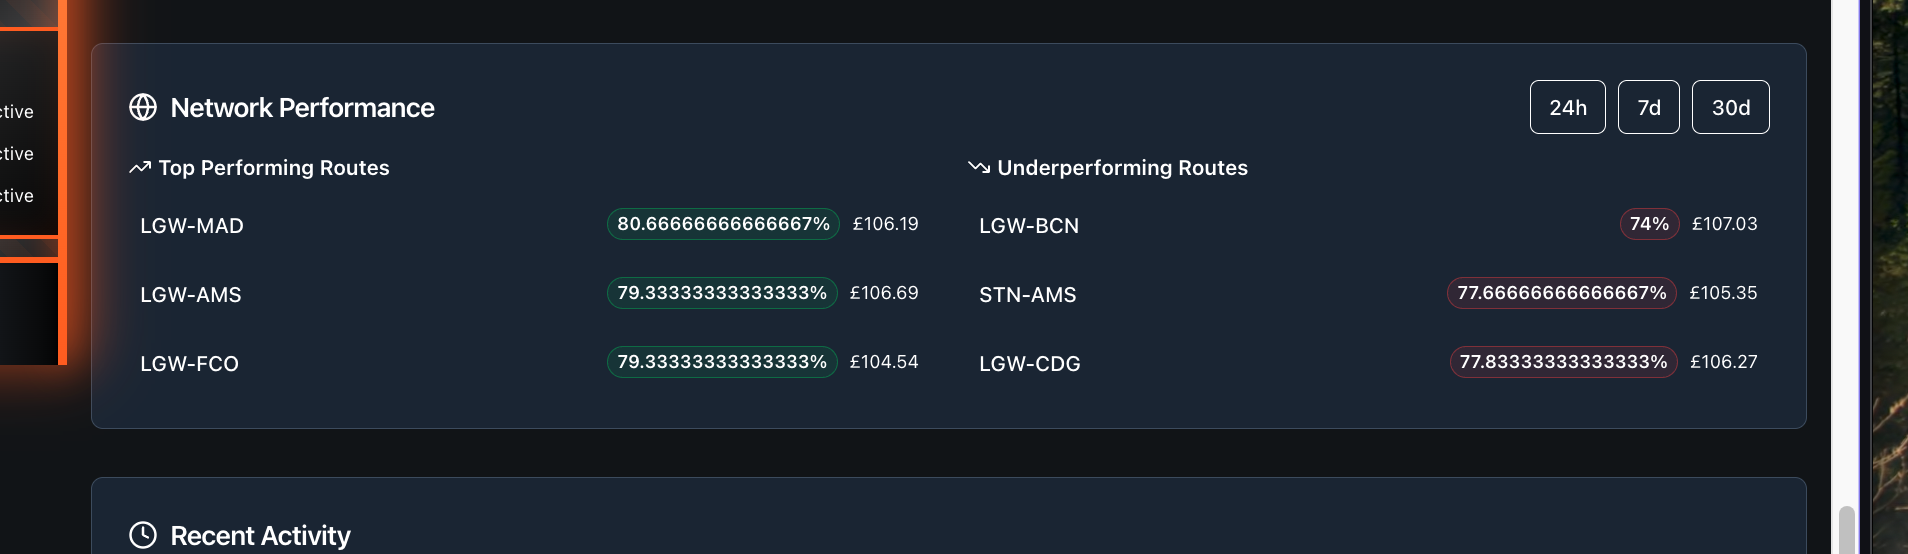 ctive
ctive
ctive
Network Performance
24h
7d
30d
Top Performing Routes
LGW-MAD 80.66666666666667% £106.19
LGW-AMS 79.33333333333333% £106.69
LGW-FCO 79.33333333333333% £104.54
Underperforming Routes
LGW-BCN 74% £107.03
STN-AMS 77.66666666666667% £105.35
LGW-CDG 77.83333333333333% £106.27
Recent Activity